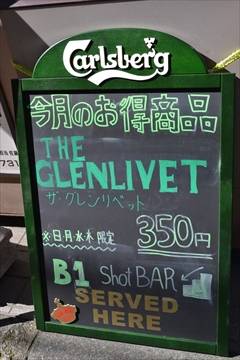 Carlsberg
今月のお得商品
THE
GLENLIVET
ザ・グレンリベット
※日月水木限定 350円
B1 Shot BAR
SERVED
HERE